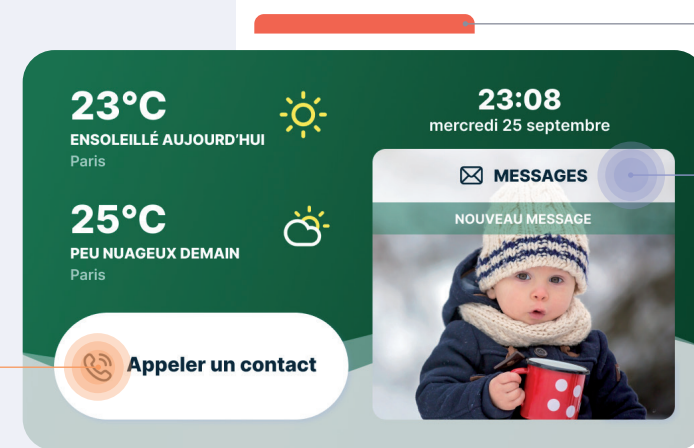 23°C
ENSOLEILLÉ AUJOURD'HUI
Paris
25°C
PEU NUAGEUX DEMAIN
Paris
Appeler un contact
23:08
mercredi 25 septembre
MESSAGES
NOUVEAU MESSAGE